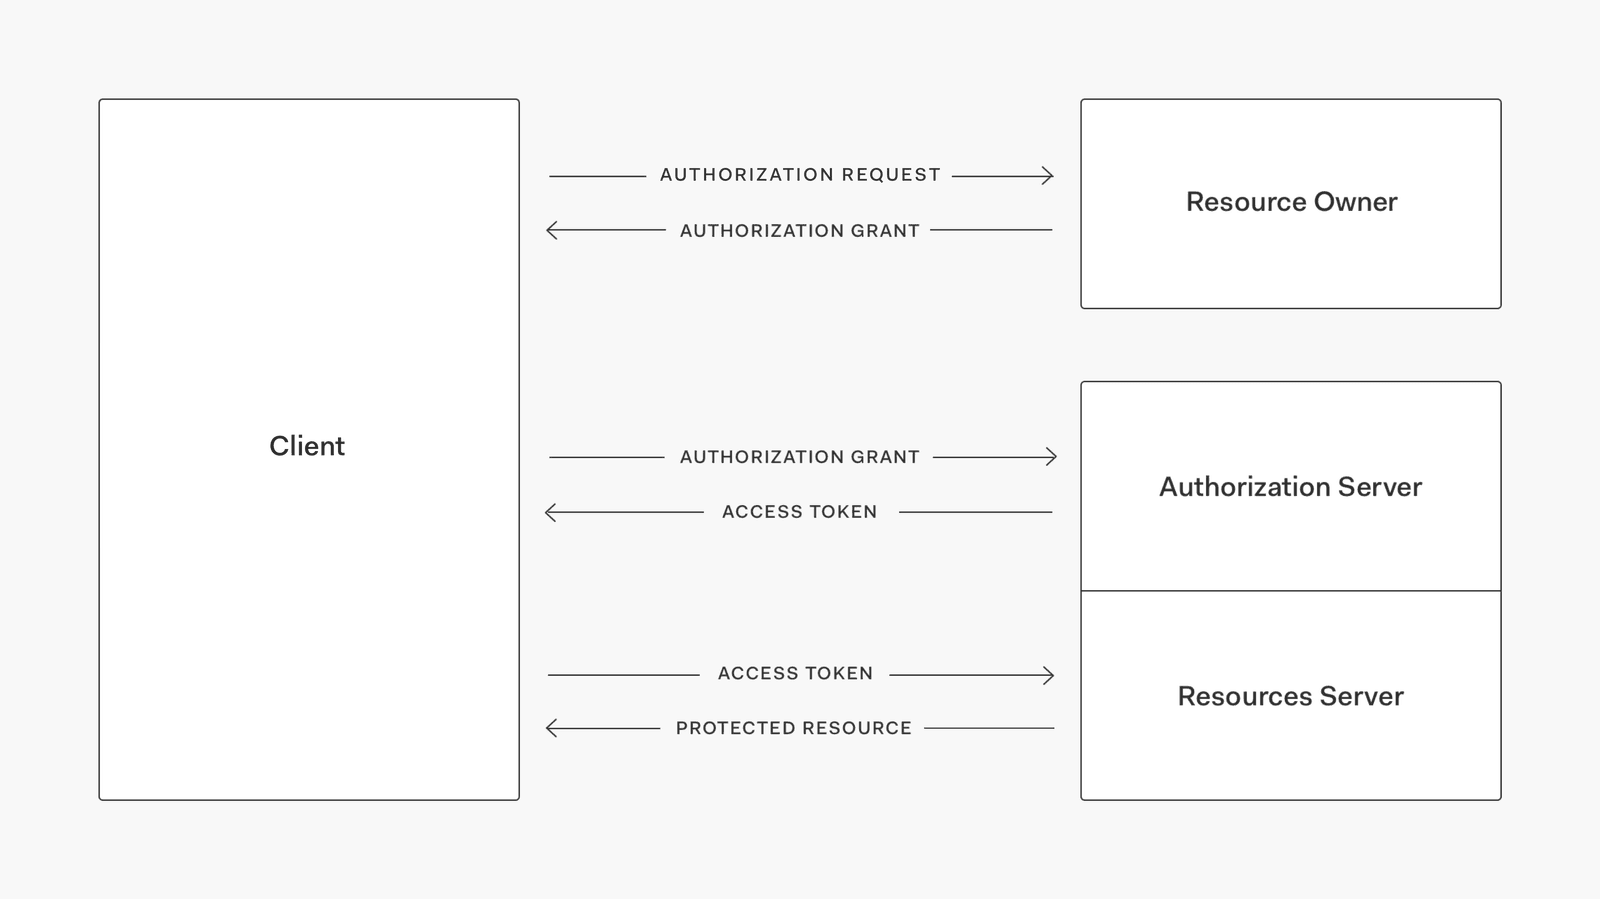 Client
AUTHORIZATION REQUEST
AUTHORIZATION GRANT
Resource Owner
AUTHORIZATION GRANT
ACCESS TOKEN
Authorization Server
ACCESS TOKEN
PROTECTED RESOURCE
Resources Server